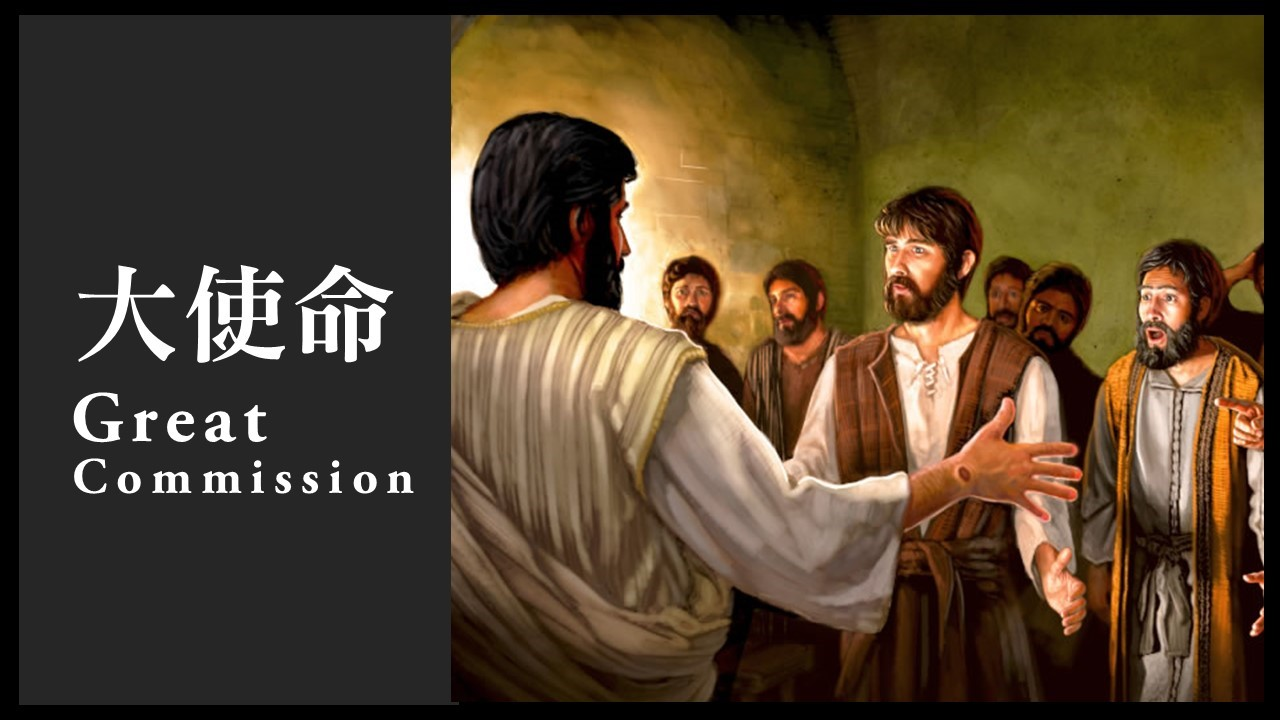 大使命
Great
Commission